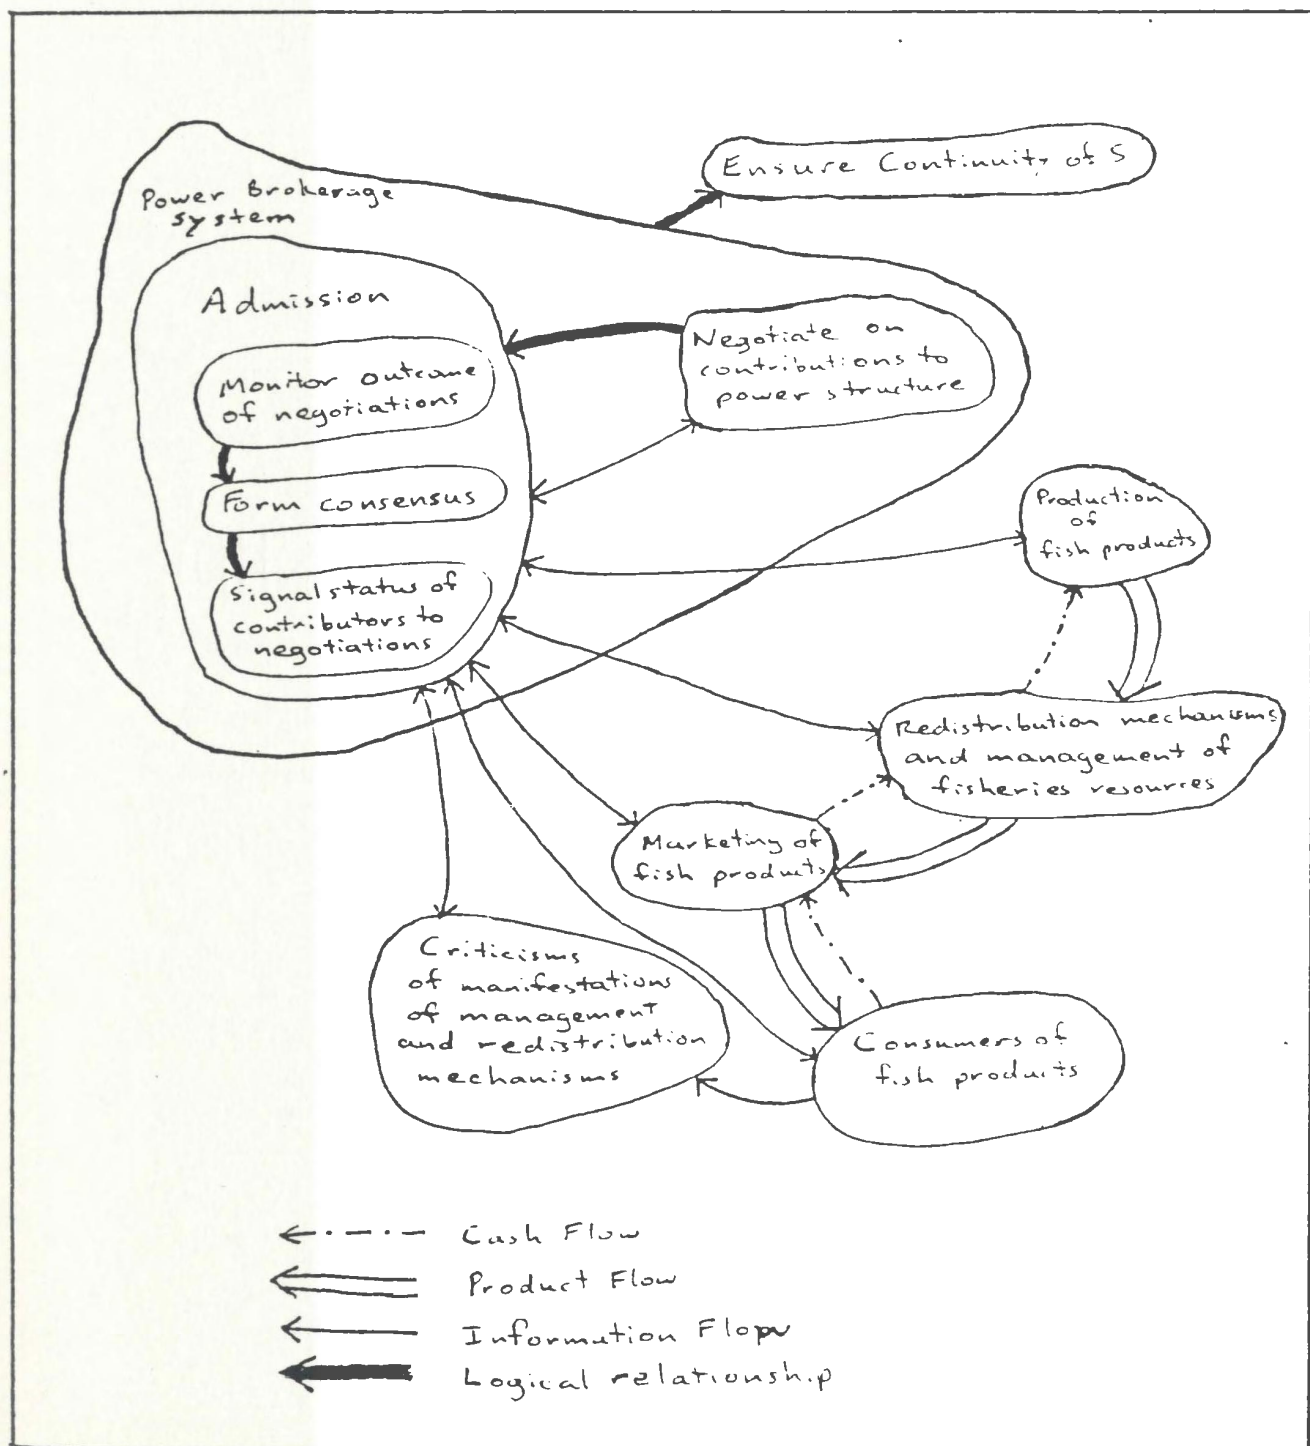 Ensure Continuity of S
Power Brokerage
system
Admission
Monitor outcome
of negotiations
Form consensus
Signal status of
contributors to
negotiations
Negotiate on
contributions to
power structure
Production
of
fish products
Redistribution mechanisms
and management of
fisheries resources
Marketing of
fish products
Criticisms
of manifestations
of management
and redistribution
mechanisms
Consumers of
fish products
Cash Flow
Product Flow
Information Flow
Logical relationship